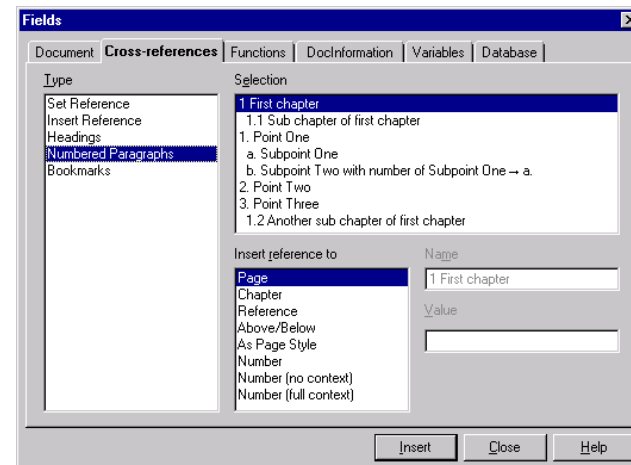 Fields
Document Cross-references Functions DocInformation Variables Database
Type
Set Reference
Insert Reference
Headings
Numbered Paragraphs
Bookmarks
Selection
1 First chapter
1.1 Sub chapter of first chapter
1. Point One
a. Subpoint One
b. Subpoint Two with number of Subpoint One → a.
2. Point Two
3. Point Three
1.2 Another sub chapter of first chapter
Insert reference to
Page
Chapter
Reference
Above/Below
As Page Style
Number
Number (no context)
Number (full context)
Name
1 First chapter
Value
Insert Close Help